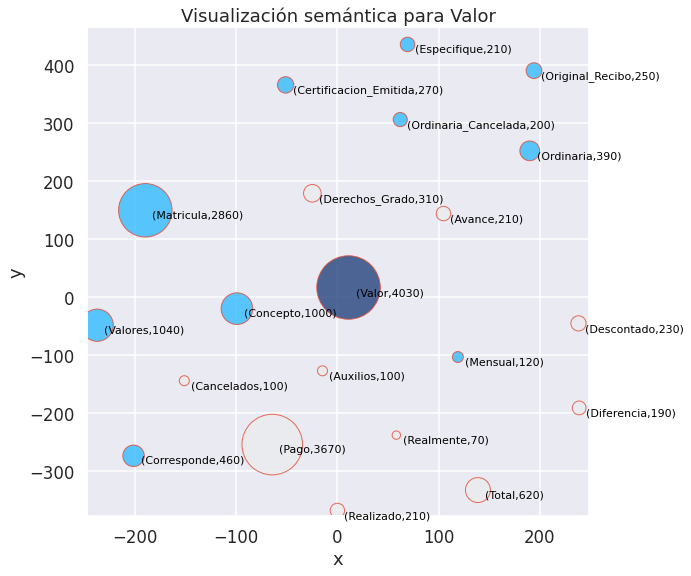 Visualización semántica para Valor
(Especifique,210)
(Original_Recibo,250)
(Certificacion_Emitida,270)
(Ordinaria_Cancelada,200)
(Ordinaria,390)
(Derechos_Grado,310)
(Matricula,2860)
(Avance,210)
(Valor,4030)
(Concepto,1000)
(Valores,1040)
(Descontado,230)
(Mensual,120)
(Auxilios,100)
(Cancelados,100)
(Diferencia,190)
(Realmente,70)
(Pago,3670)
(Corresponde,460)
(Total,620)
(Realizado,210)
400
300
200
100
0
−100
−200
−300
y
−200
−100
0
100
200
x